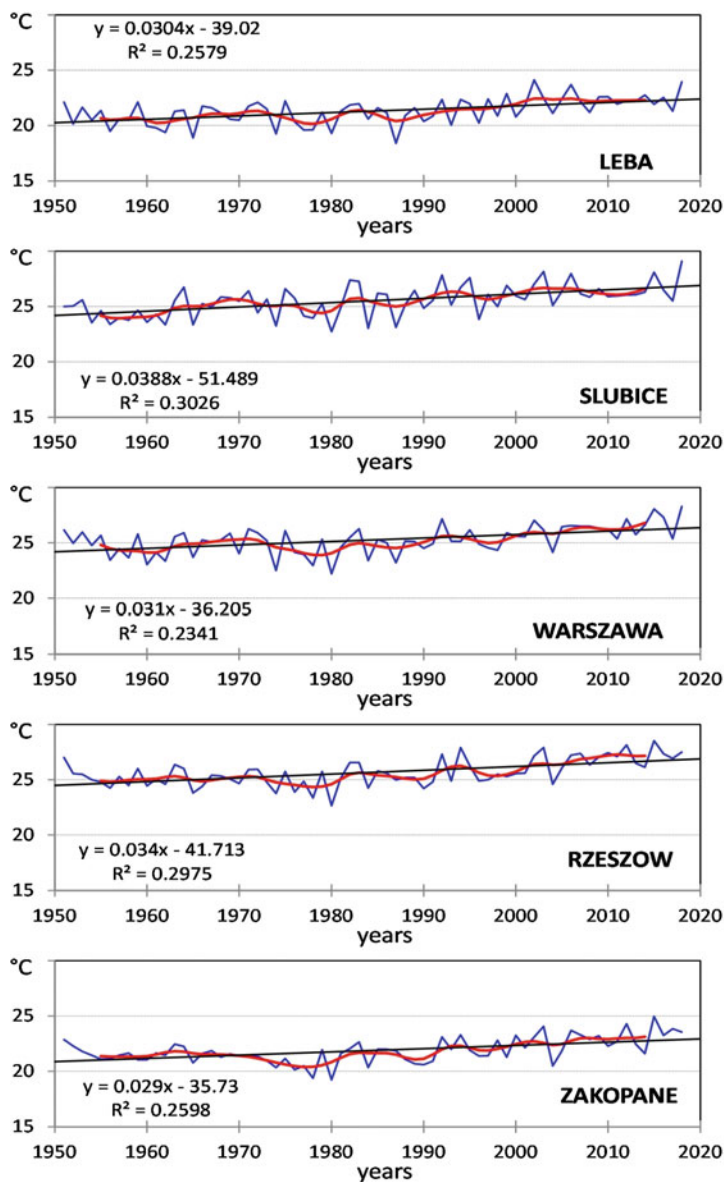 °C
y = 0.0304x - 39.02
R² = 0.2579
25
20
15
LEBA
1950 1960 1970 1980 1990 2000 2010 2020
years
°C
25
20
15
y = 0.0388x - 51.489
R² = 0.3026
SLUBICE
1950 1960 1970 1980 1990 2000 2010 2020
years
°C
25
20
15
y = 0.031x - 36.205
R² = 0.2341
WARSZAWA
1950 1960 1970 1980 1990 2000 2010 2020
years
°C
25
20
15
y = 0.034x - 41.713
R² = 0.2975
RZESZOW
1950 1960 1970 1980 1990 2000 2010 2020
years
°C
25
20
15
y = 0.029x - 35.73
R² = 0.2598
ZAKOPANE
1950 1960 1970 1980 1990 2000 2010 2020
years